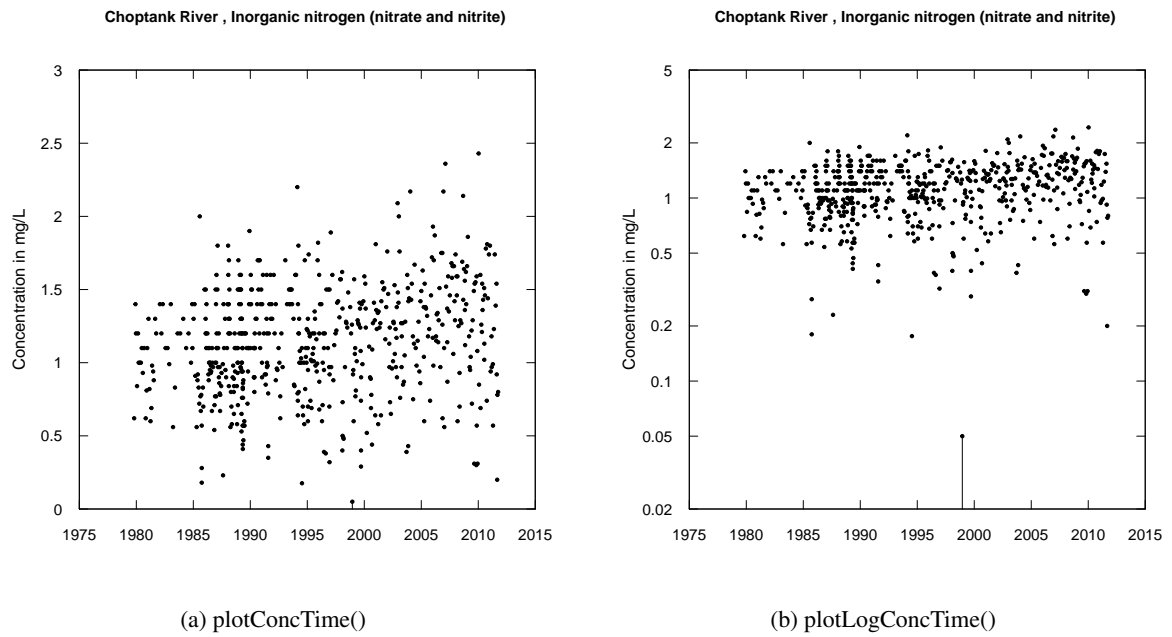 Choptank River , Inorganic nitrogen (nitrate and nitrite)
Concentration in mg/L
3
2.5
2
1.5
1
0.5
0
1975 1980 1985 1990 1995 2000 2005 2010 2015
(a) plotConcTime()
Choptank River , Inorganic nitrogen (nitrate and nitrite)
Concentration in mg/L
5
2
1
0.5
0.2
0.1
0.05
0.02
1975 1980 1985 1990 1995 2000 2005 2010 2015
(b) plotLogConcTime()